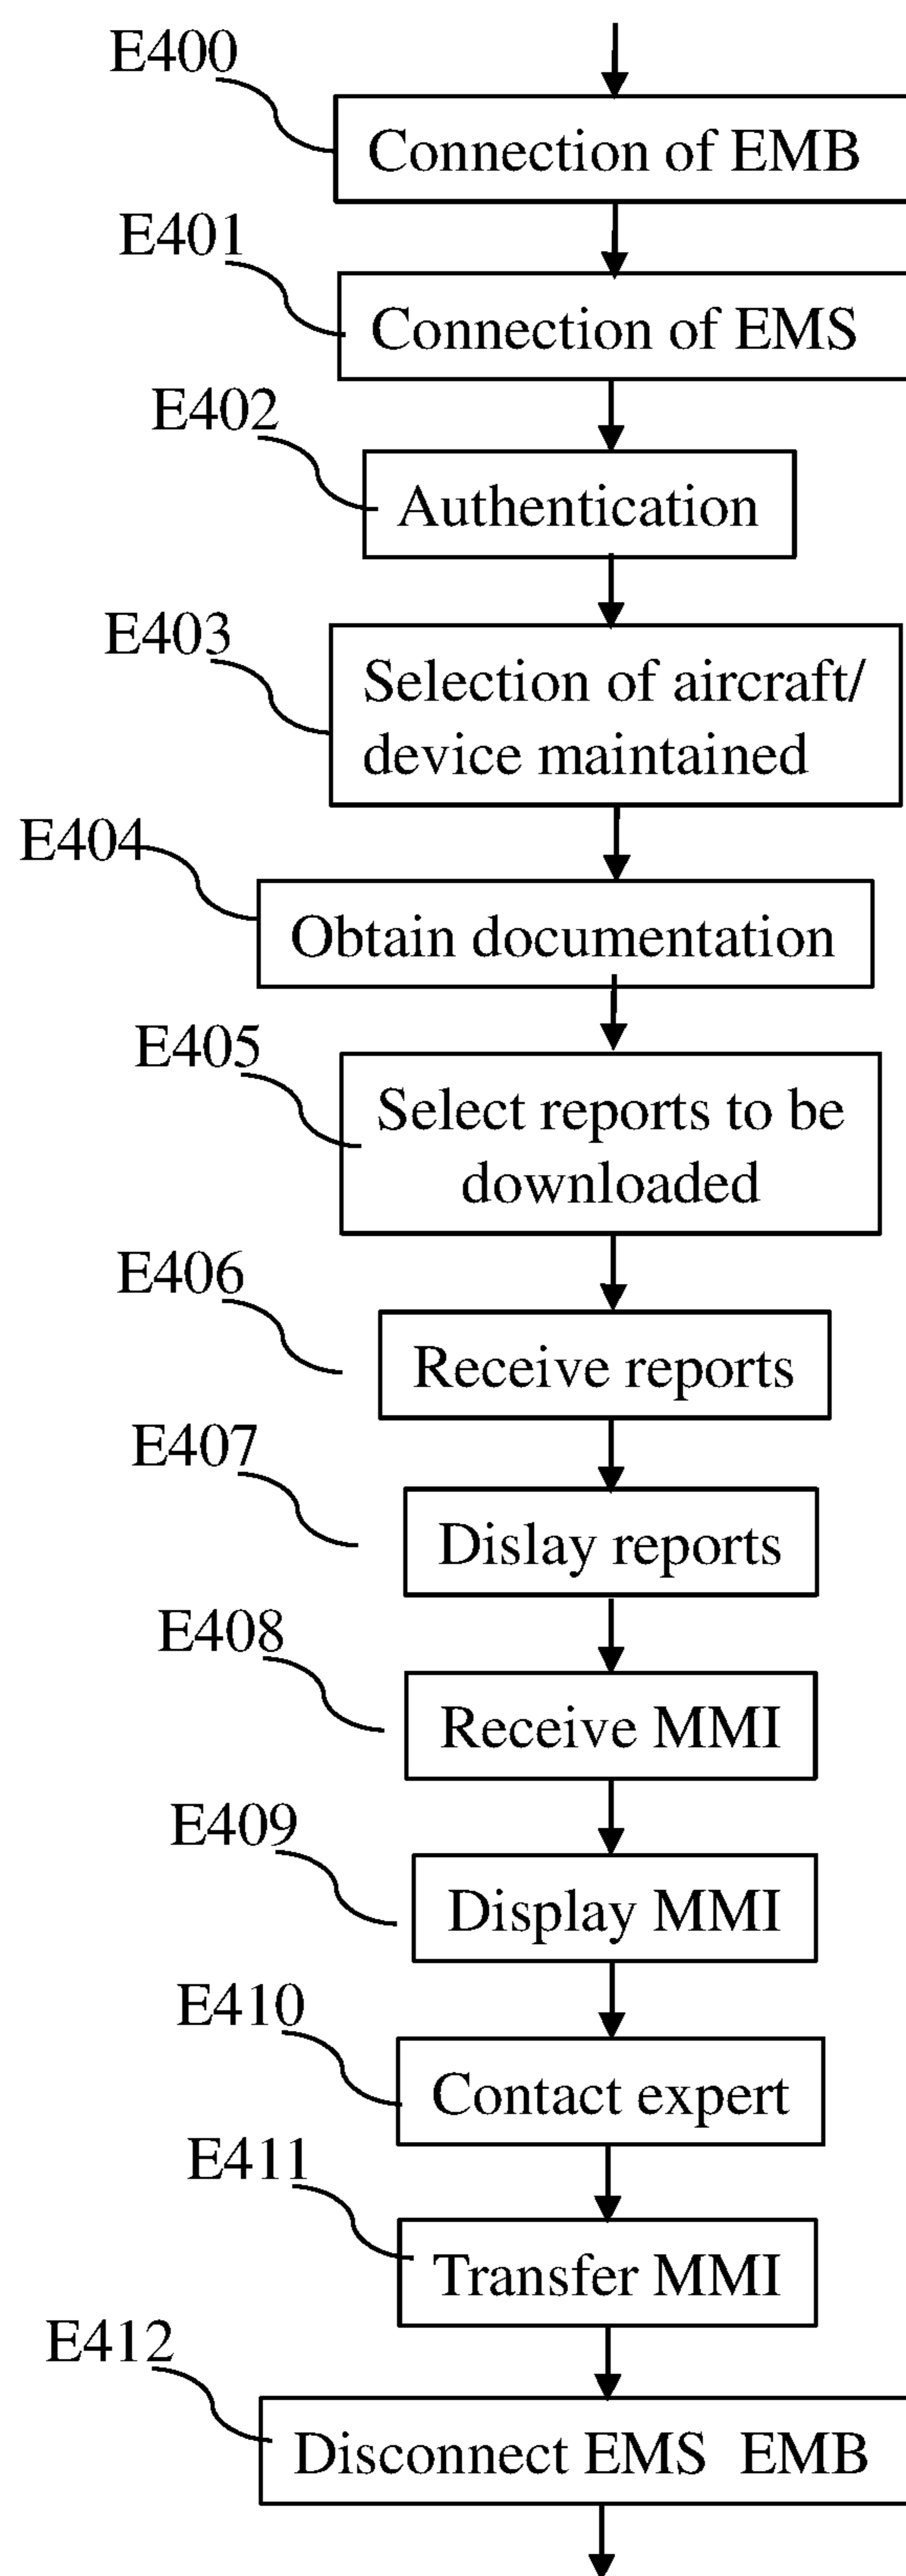 E400
Connection of EMB
E401
Connection of EMS
E402
Authentication
E403
Selection of aircraft/
device maintained
E404
Obtain documentation
E405
Select reports to be
downloaded
E406
Receive reports
E407
Dislay reports
E408
Receive MMI
E409
Display MMI
E410
Contact expert
E411
Transfer MMI
E412
Disconnect EMS EMB